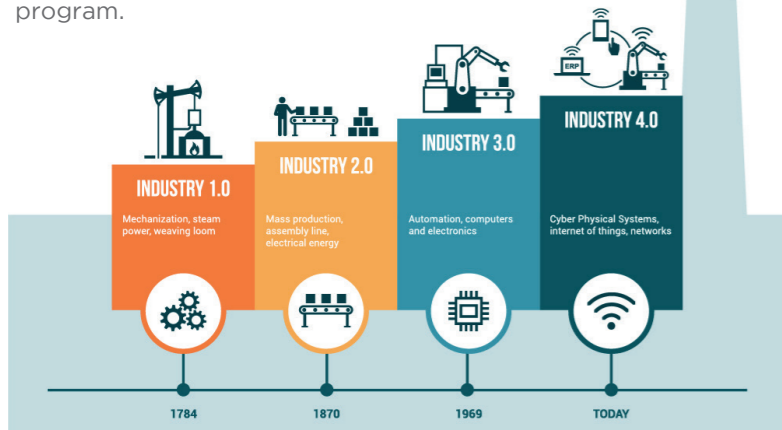 program.
ERP
INDUSTRY 1.0
Mechanization, steam
power, weaving loom
INDUSTRY 2.0
Mass production,
assembly line,
electrical energy
INDUSTRY 3.0
Automation, computers
and electronics
INDUSTRY 4.0
Cyber Physical Systems,
internet of things, networks
1784
1870
1969
TODAY